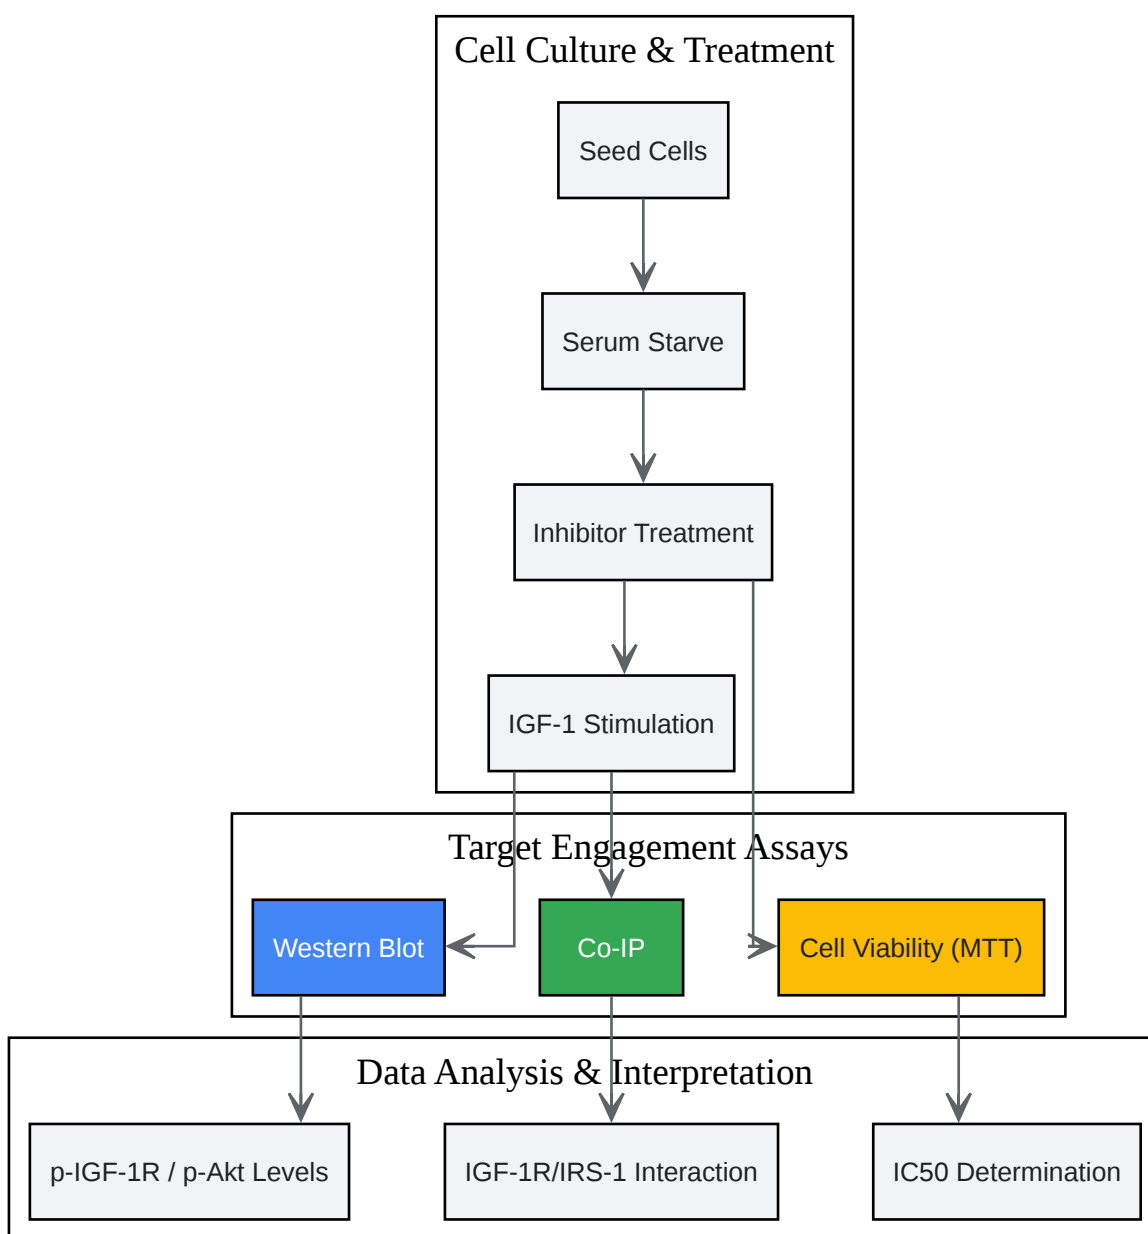 Cell Culture & Treatment
Seed Cells
Serum Starve
Inhibitor Treatment
IGF-1 Stimulation
Target Engagement Assays
Western Blot
Co-IP
Cell Viability (MTT)
Data Analysis & Interpretation
p-IGF-1R / p-Akt Levels
IGF-1R/IRS-1 Interaction
IC50 Determination